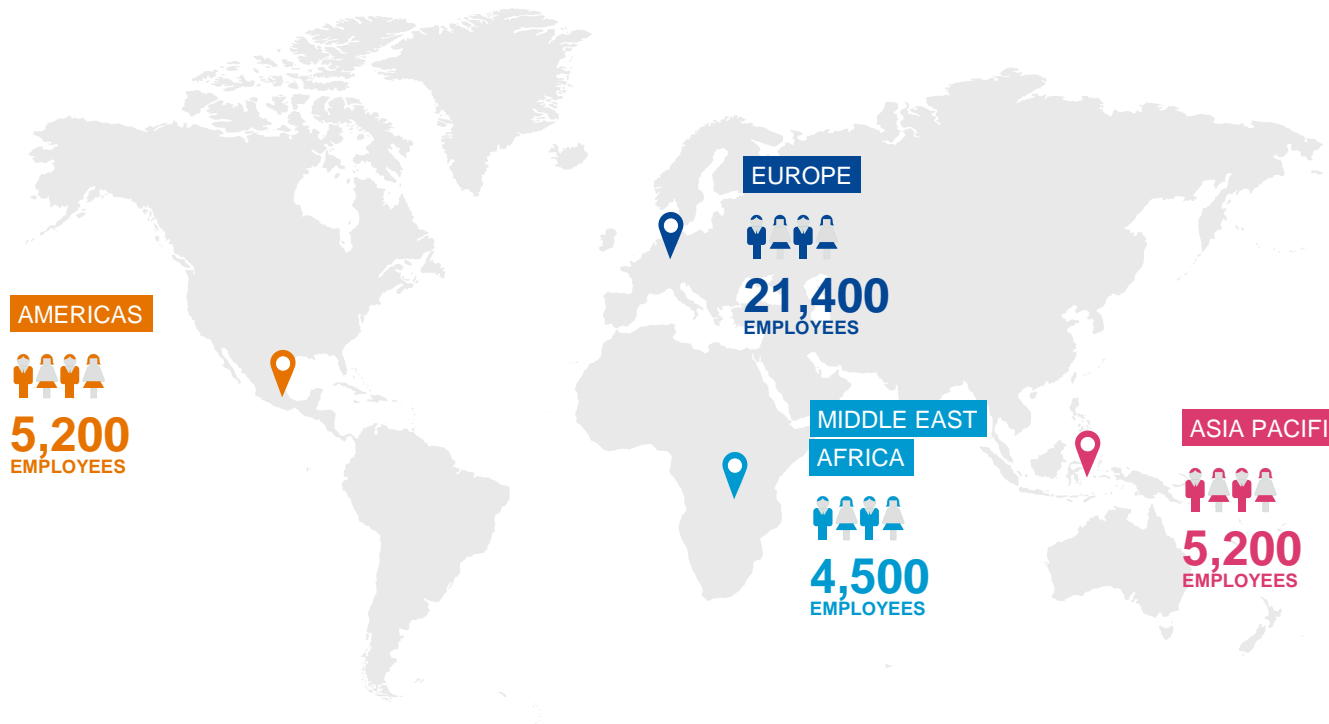 EUROPE
21,400
EMPLOYEES
AMERICAS
5,200
EMPLOYEES
MIDDLE EAST
AFRICA
4,500
EMPLOYEES
ASIA PACIFI
5,200
EMPLOYEES